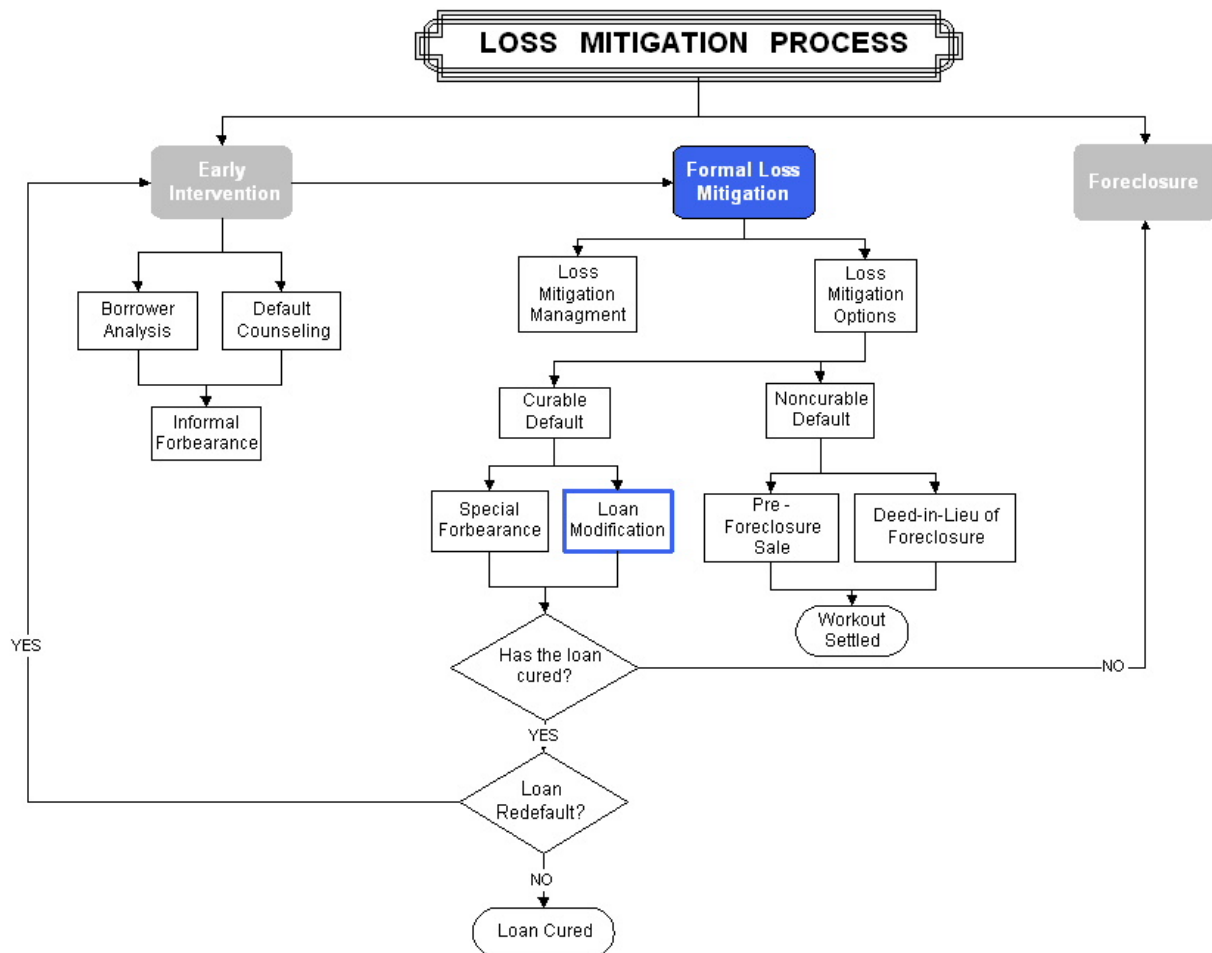 LOSS MITIGATION PROCESS
Early
Intervention
Formal Loss
Mitigation
Foreclosure
Borrower
Analysis
Default
Counseling
Informal
Forbearance
Loss
Mitigation
Managment
Loss
Mitigation
Options
Curable
Default
Noncurable
Default
Special
Forbearance
Loan
Modification
Pre -
Foreclosure
Sale
Deed-in-Lieu of
Foreclosure
Workout
Settled
Has the loan
cured?
NO
YES
YES
Loan
Redefault?
NO
Loan Cured